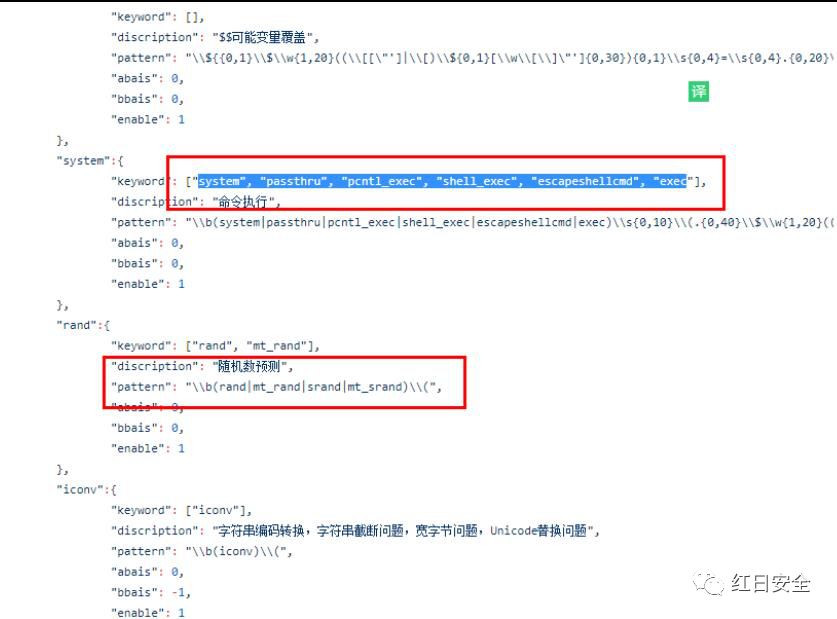 "keyword": [],
"discription": "$$可能变量覆盖",
"pattern": "\\${{0,1}\\$\\w{1,20}((\\[[\"']|\\[)\\${0,1}[\\w\\[\\]\"']{0,30}){0,1}\\s{0,4}=\\s{0,4}.{0,20}\
"abais": 0,
"bbais": 0,
"enable": 1
},
译
"system":{
"keyword": ["system", "passthru", "pcntl_exec", "shell_exec", "escapeshellcmd", "exec"],
"discription": "命令执行",
"pattern": "\\b(system|passthru|pcntl_exec|shell_exec|escapeshellcmd|exec)\\s{0,10}\\(.{0,40}\\$\\w{1,20}((
"abais": 0,
"bbais": 0,
"enable": 1
},
"rand":{
"keyword": ["rand", "mt_rand"],
"discription": "随机数预测",
"pattern": "\\b(rand|mt_rand|srand|mt_srand)\\(",
"abais": 0,
"bbais": 0,
"enable": 1
},
"iconv":{
"keyword": ["iconv"],
"discription": "字符串编码转换，字符串截断问题，宽字节问题，Unicode替换问题",
"pattern": "\\b(iconv)\\(",
"abais": 0,
"bbais": -1,
"enable": 1
红日安全